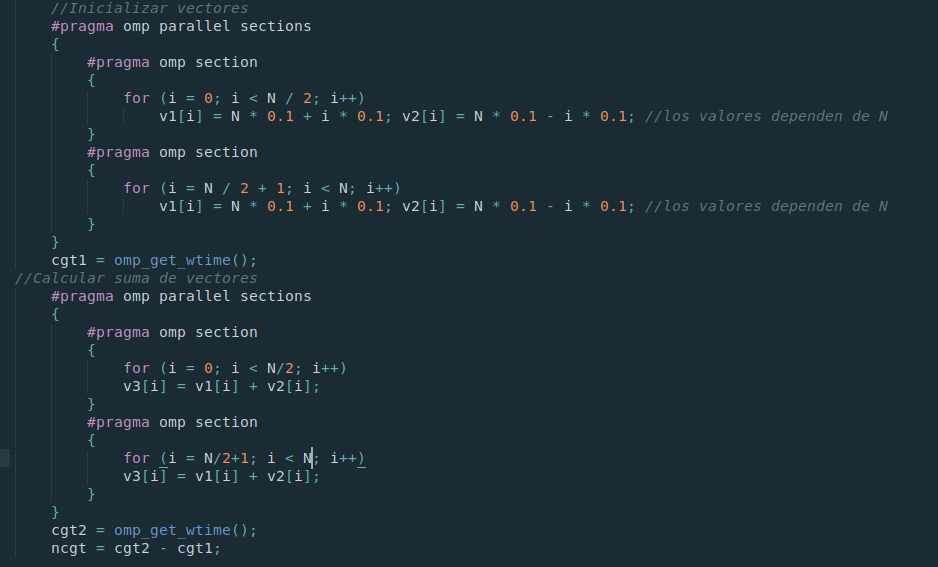 //Inicializar vectores
#pragma omp parallel sections
{
#pragma omp section
{
for (i = 0; i < N / 2; i++)
v1[i] = N * 0.1 + i * 0.1; v2[i] = N * 0.1 - i * 0.1; //los valores dependen de N
}
#pragma omp section
{
for (i = N / 2 + 1; i < N; i++)
v1[i] = N * 0.1 + i * 0.1; v2[i] = N * 0.1 - i * 0.1; //los valores dependen de N
}
}
cgt1 = omp_get_wtime();
//Calcular suma de vectores
#pragma omp parallel sections
{
#pragma omp section
{
for (i = 0; i < N/2; i++)
v3[i] = v1[i] + v2[i];
}
#pragma omp section
{
for (i = N/2+1; i < N; i++)
v3[i] = v1[i] + v2[i];
}
}
cgt2 = omp_get_wtime();
ncgt = cgt2 - cgt1;